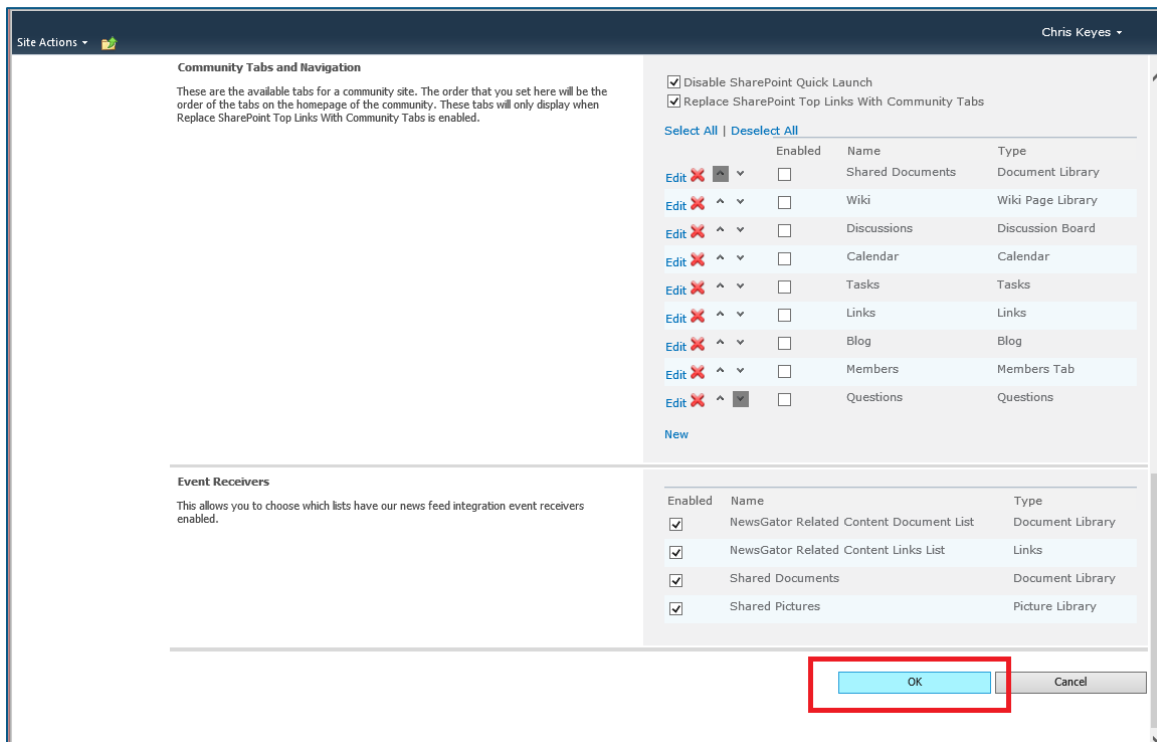 Chris Keyes
Site Actions
Community Tabs and Navigation
These are the available tabs for a community site. The order that you set here will be the
order of the tabs on the homepage of the community. These tabs will only display when
Replace SharePoint Top Links With Community Tabs is enabled.
Disable SharePoint Quick Launch
Replace SharePoint Top Links With Community Tabs
Select All | Deselect All
Enabled Name Type
Edit Shared Documents Document Library
Edit Wiki Wiki Page Library
Edit Discussions Discussion Board
Edit Calendar Calendar
Edit Tasks Tasks
Edit Links Links
Edit Blog Blog
Edit Members Members Tab
Edit Questions Questions
New
Event Receivers
This allows you to choose which lists have our news feed integration event receivers
enabled.
Enabled Name Type
NewsGator Related Content Document List Document Library
NewsGator Related Content Links List Links
Shared Documents Document Library
Shared Pictures Picture Library
OK Cancel